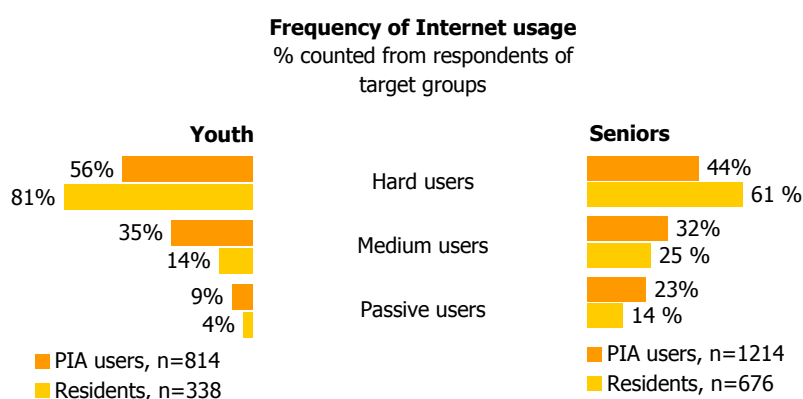 Frequency of Internet usage
% counted from respondents of
target groups
Youth
Seniors
56%
Hard users
44%
81%
61 %
35%
Medium users
32%
14%
25 %
9%
Passive users
23%
4%
14 %
PIA users, n=814
Residents, n=338
PIA users, n=1214
Residents, n=676